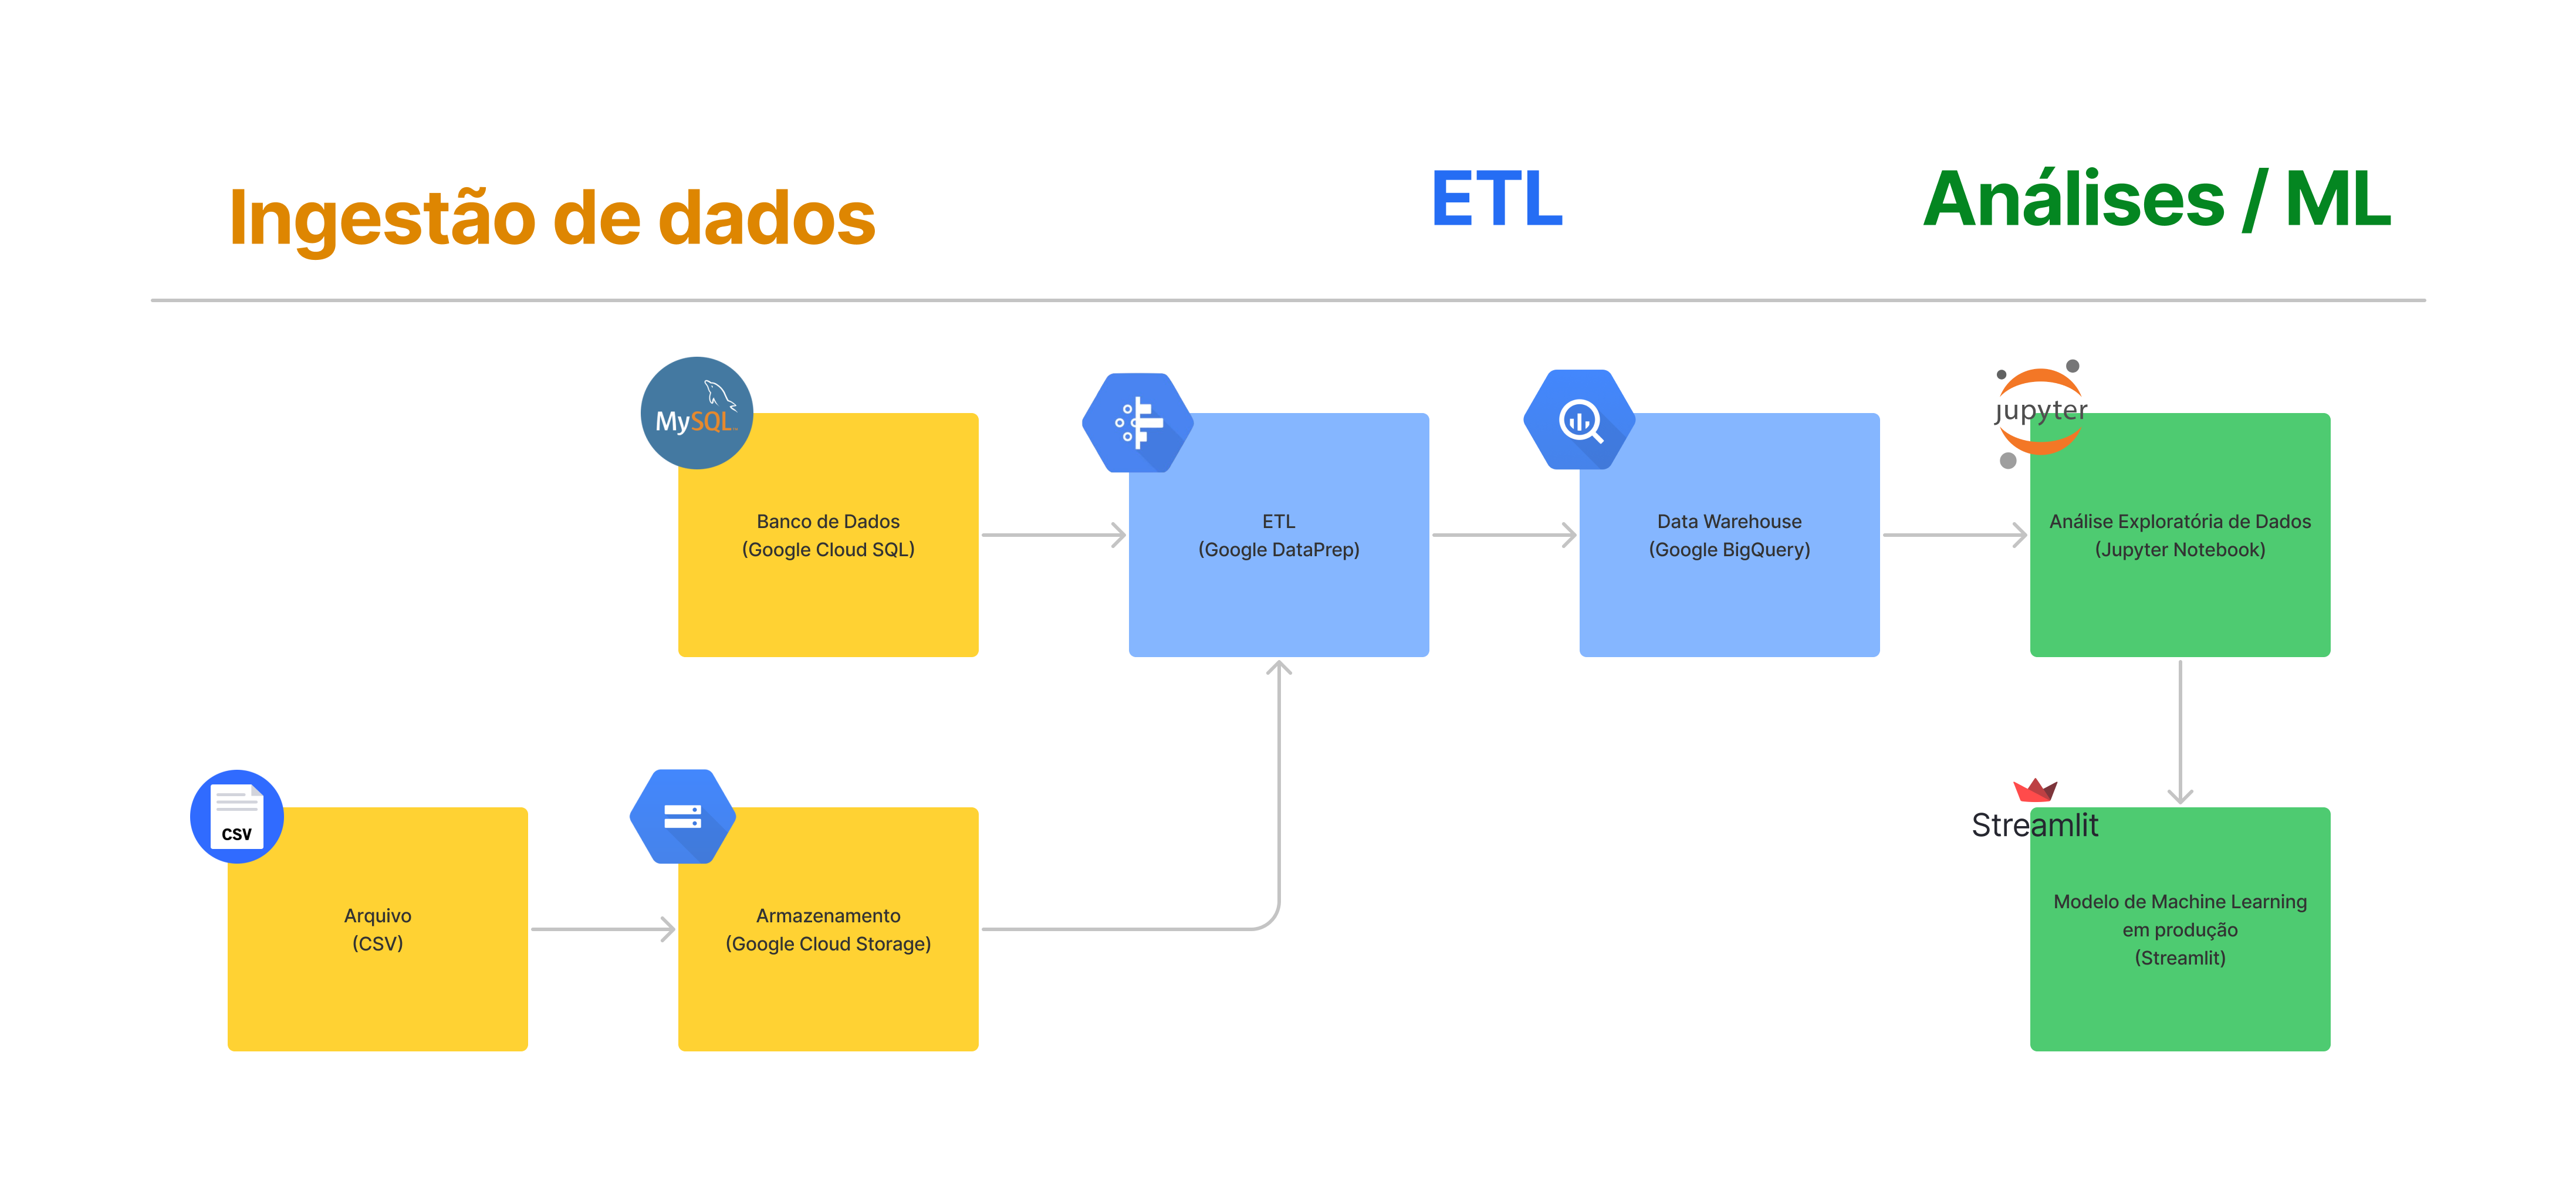 Ingestão de dados
ETL
Análises / ML
MySQL
jupyter
Banco de Dados
(Google Cloud SQL)
ETL
(Google DataPrep)
Data Warehouse
(Google BigQuery)
Análise Exploratória de Dados
(Jupyter Notebook)
CSV
Streamlit
Arquivo
(CSV)
Armazenamento
(Google Cloud Storage)
Modelo de Machine Learning
em produção
(Streamlit)